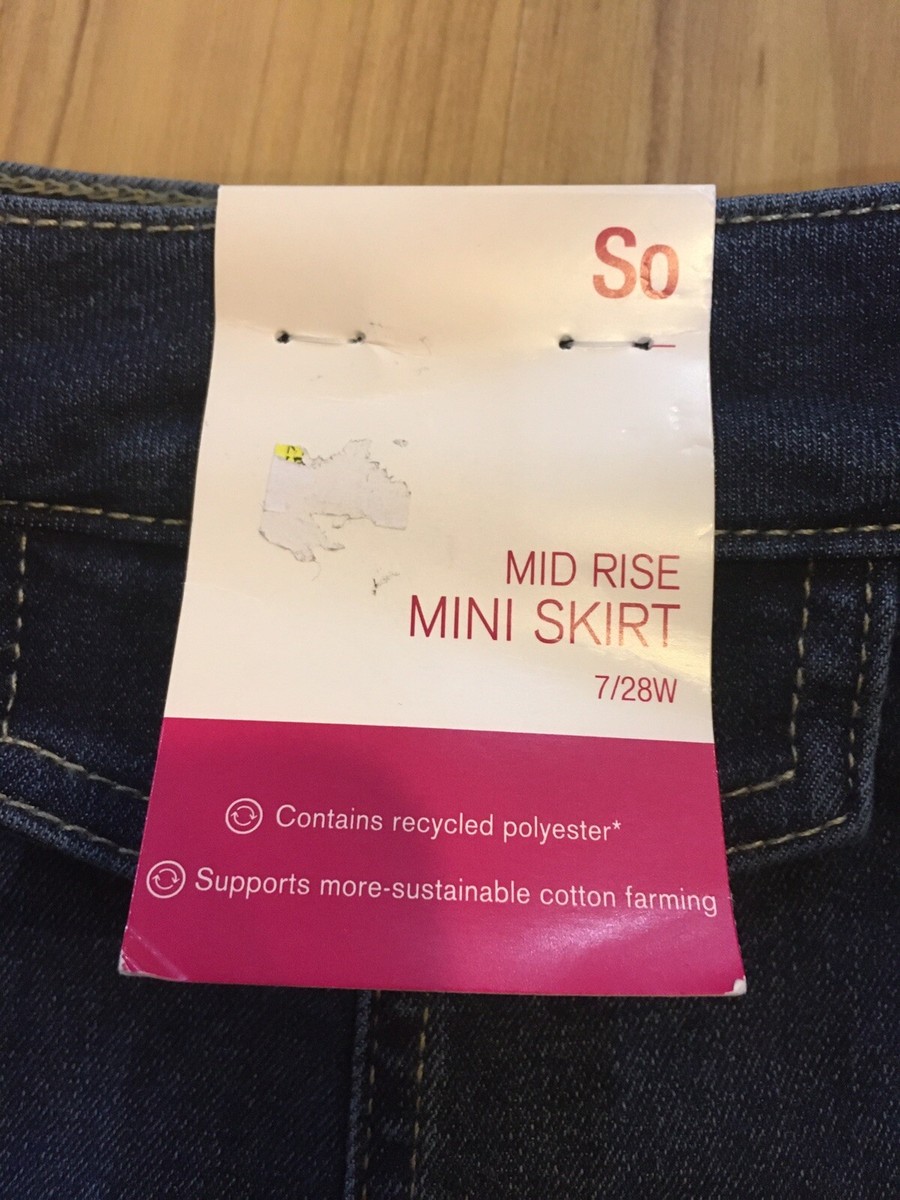 So
MID RISE
MINI SKIRT
7/28W
Contains recycled polyester*
Supports more-sustainable cotton farming